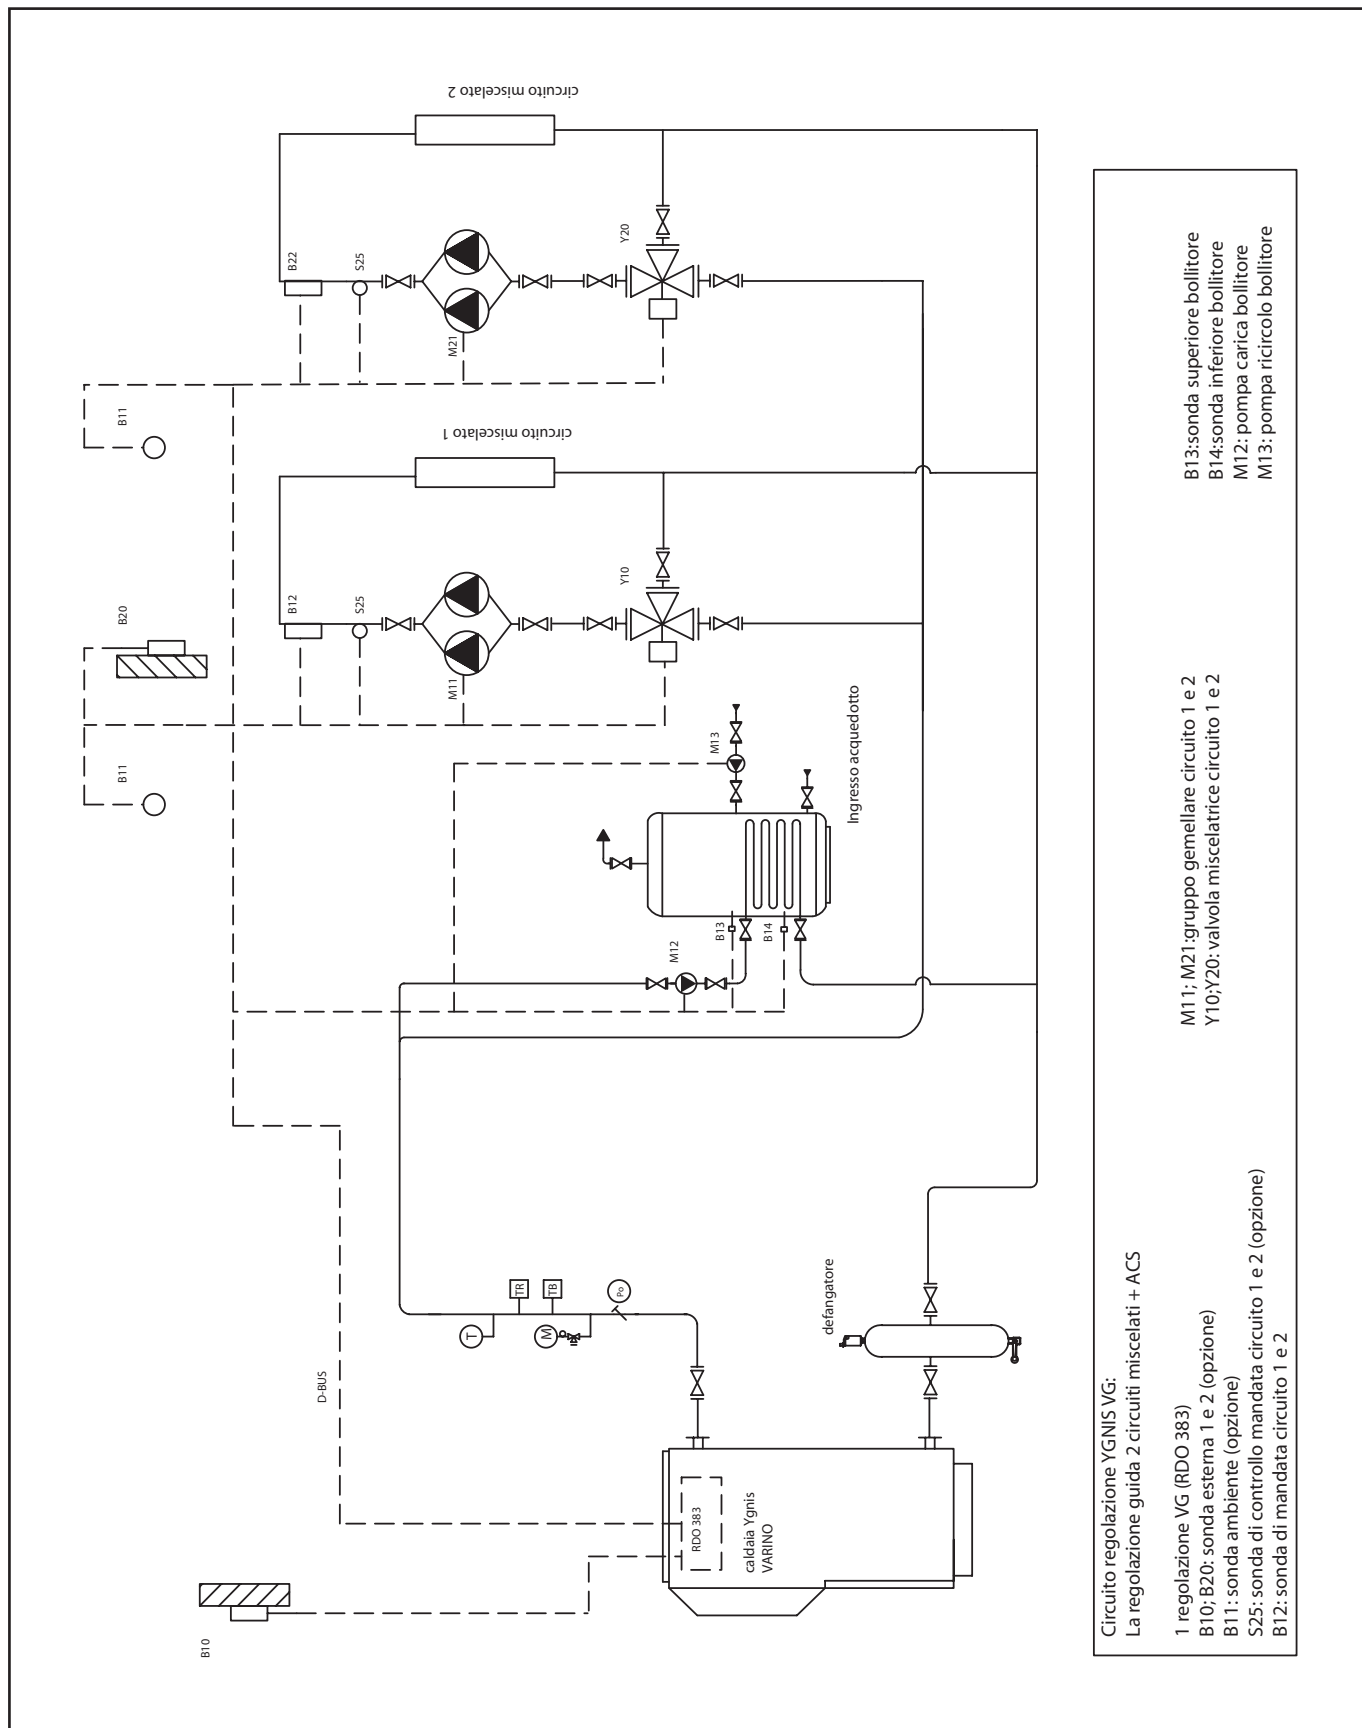 B10
D-BUS
RDO 383
caldaia Ygnis
VARINO
T
TR
TB
M
Po
defangatore
M12
B13
B14
M13
Ingresso acquedotto
B11
B20
B12
S25
M11
Y10
circuito miscelato 1
B11
B22
S25
M21
Y20
circuito miscelato 2
Circuito regolazione YGNIS VG:
La regolazione guida 2 circuiti miscelati + ACS
1 regolazione VG (RDO 383)
B10; B20: sonda esterna 1 e 2 (opzione)
B11: sonda ambiente (opzione)
S25: sonda di controllo mandata circuito 1 e 2 (opzione)
B12: sonda di mandata circuito 1 e 2
M11; M21:gruppo gemellare circuito 1 e 2
Y10;Y20: valvola miscelatrice circuito 1 e 2
B13:sonda superiore bollitore
B14:sonda inferiore bollitore
M12: pompa carica bollitore
M13: pompa ricircolo bollitore